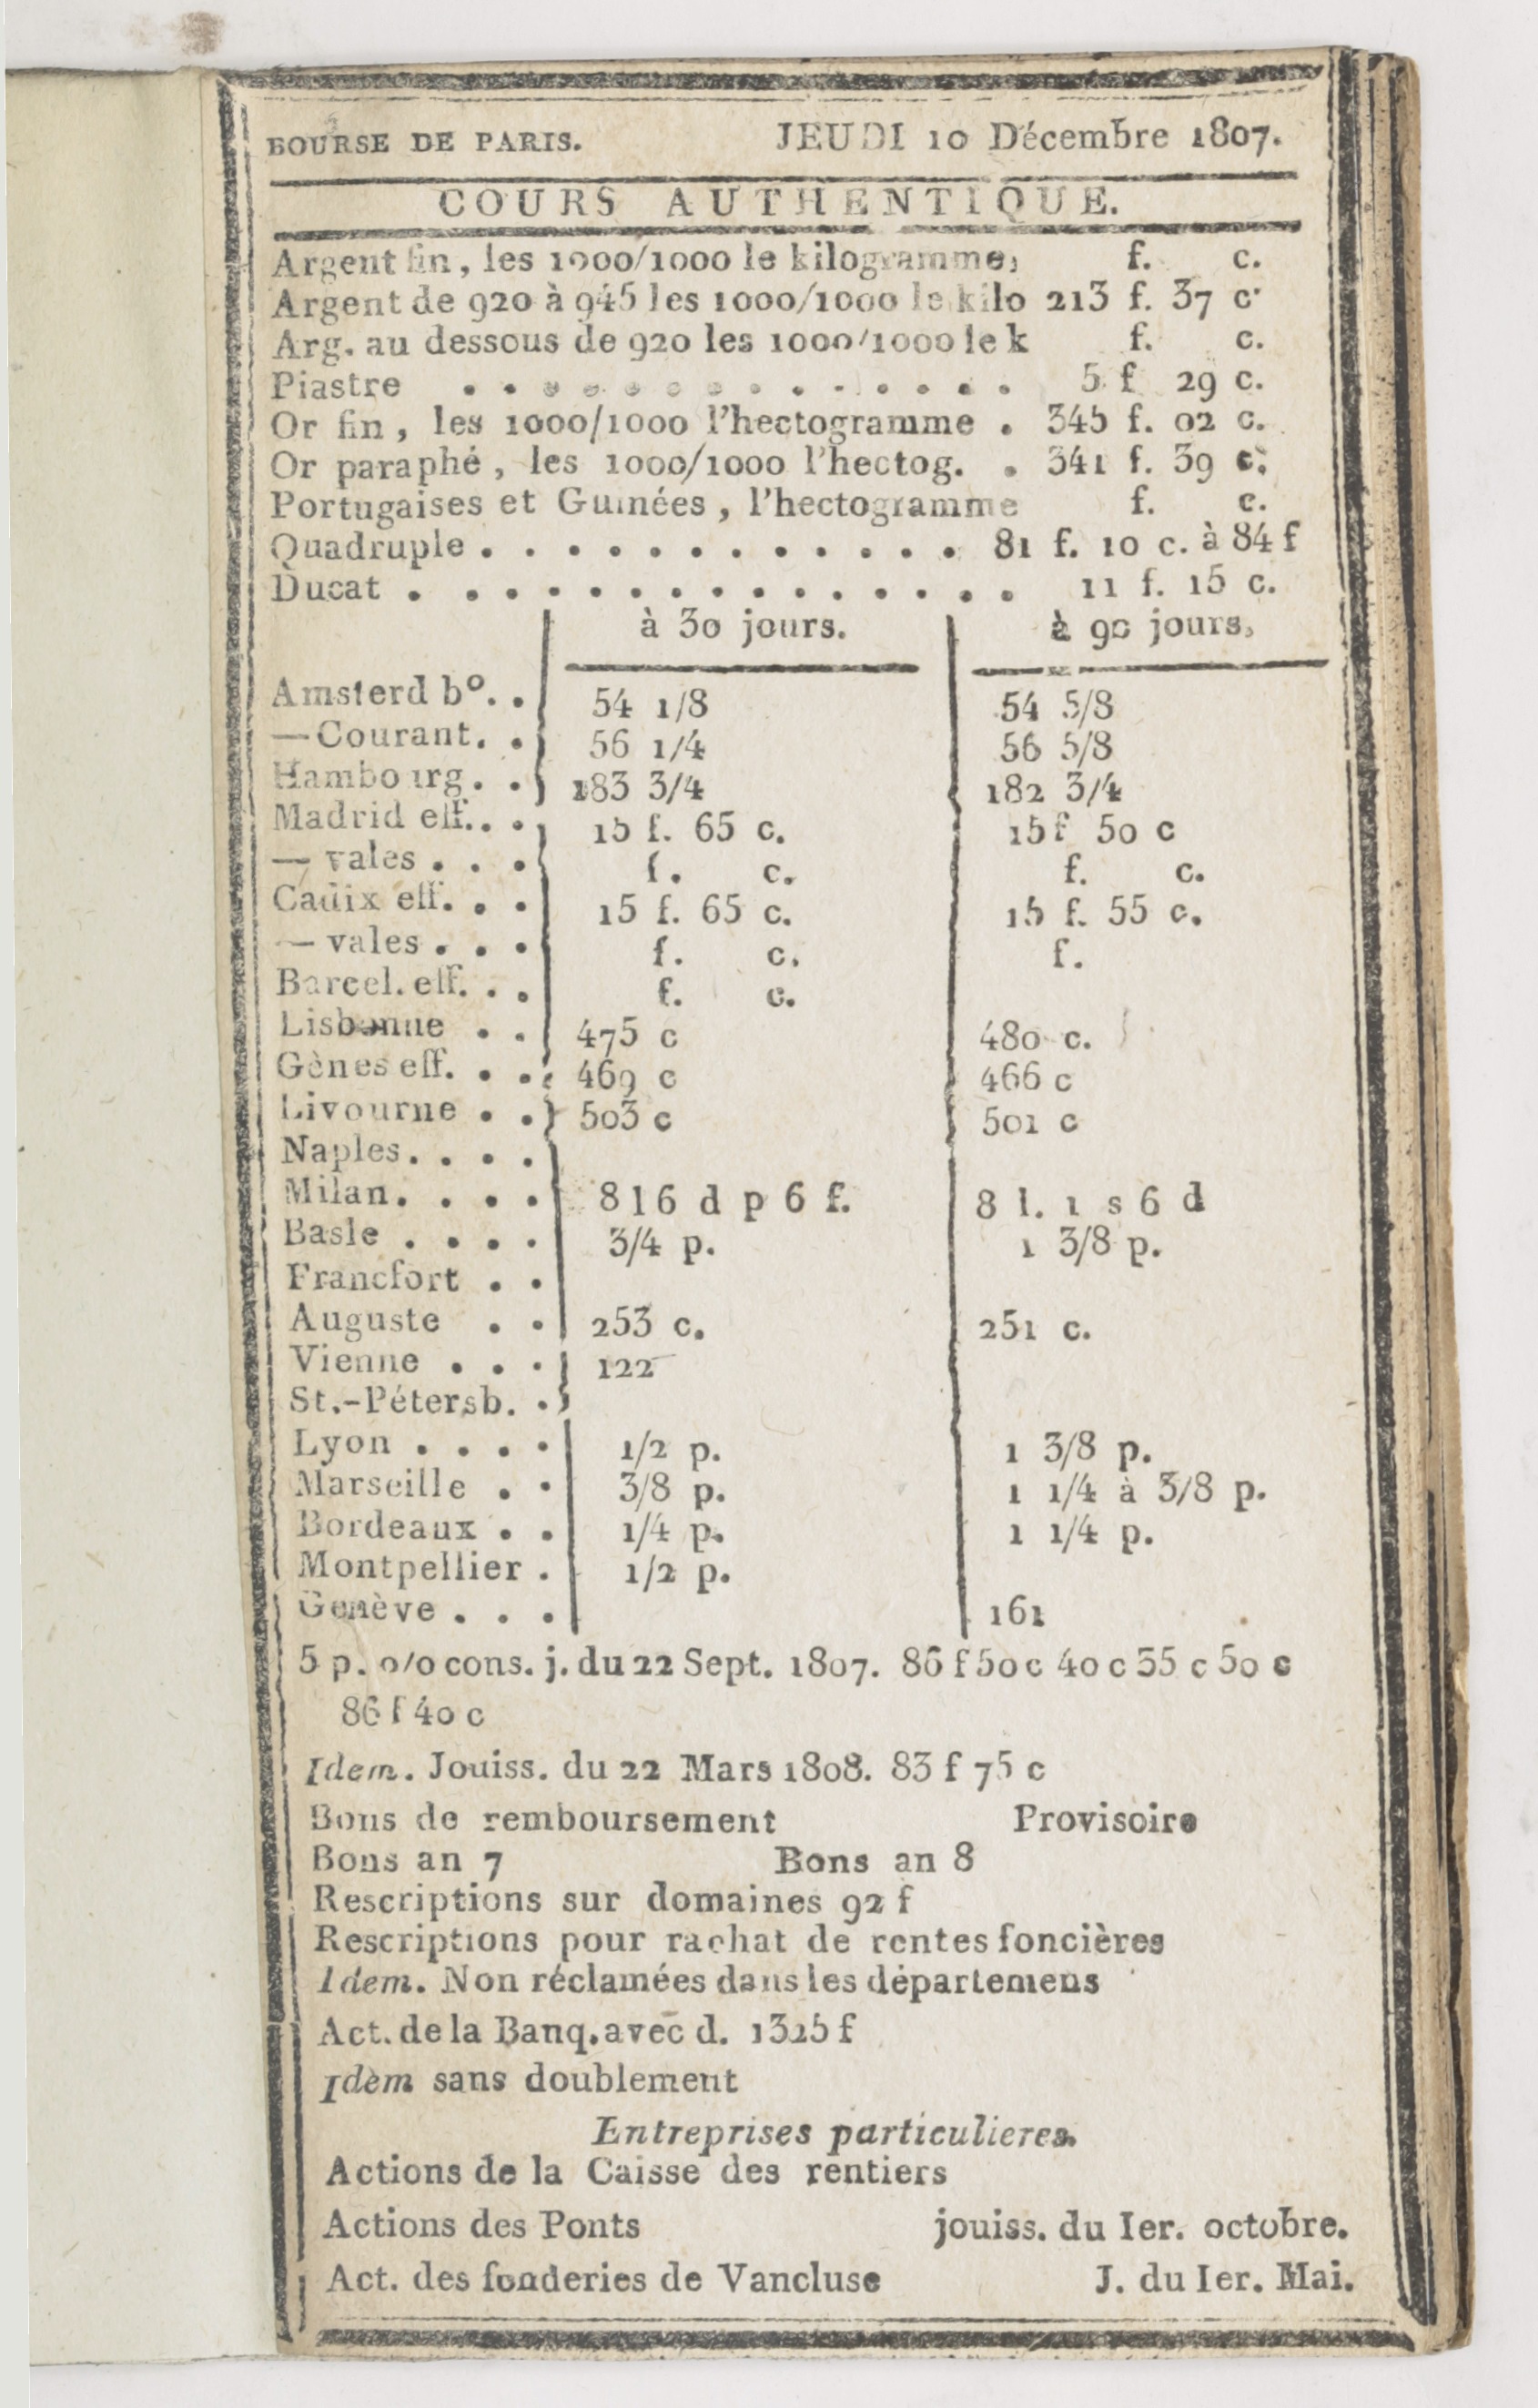 BOURSE DE PARIS. JEUDI 10 Décembre 1807.
COURS AUTHENTIQUE.
Argent fin, les 1000/1000 le kilogramme, f. c.
Argent de 920 à 945 les 1000/1000 le kilo 213 f. 37 c.
Arg. au dessous de 920 les 1000/1000 le k f. c.
Piastre . . . . . . . . . . . . . . 5 f 29 c.
Or fin, les 1000/1000 l'hectogramme . 345 f. 02 c.
Or paraphé, les 1000/1000 l'hectog. . 341 f. 39 c.
Portugaises et Guinées, l'hectogramme f. c.
Quadruple . . . . . . . . . . . . 81 f. 10 c. à 84 f
Ducat . . . . . . . . . . . . . . . 11 f. 15 c.
à 30 jours. à 90 jours,
Amsterd bº. . 54 1/8 54 5/8
—Courant. . 56 1/4 56 5/8
Hambourg. . 183 3/4 182 3/4
Madrid eff. . . 15 f. 65 c. 15 f 50 c
— vales . . . f. c. f. c.
Cadix eff. . . 15 f. 65 c. 15 f. 55 c.
— vales . . . f. c. f.
Barcel. eff. . . f. c.
Lisbonne . . 475 c 480 c.
Gènes eff. . . 469 c 466 c
Livourne . . 503 c 501 c
Naples. . . .
Milan. . . . 8 l 6 d p 6 f. 8 l. 1 s 6 d
Basle . . . . 3/4 p. 1 3/8 p.
Francfort . .
Auguste . . 253 c. 251 c.
Vienne . . . 122
St.-Pétersb. .
Lyon . . . . 1/2 p. 1 3/8 p.
Marseille . . 3/8 p. 1 1/4 à 3/8 p.
Bordeaux . . 1/4 p. 1 1/4 p.
Montpellier . 1/2 p.
Genève . . . 161
5 p. 0/0 cons. j. du 22 Sept. 1807. 86 f 50 c 40 c 35 c 50 c
86 f 40 c
Idem. Jouiss. du 22 Mars 1808. 83 f 75 c
Bons de remboursement Provisoire
Bons an 7 Bons an 8
Rescriptions sur domaines 92 f
Rescriptions pour rachat de rentes foncières
Idem. Non réclamées dans les départemens
Act. de la Banq. avec d. 1325 f
Idèm sans doublement
Entreprises particulieres.
Actions de la Caisse des rentiers
Actions des Ponts jouiss. du Ier. octobre.
Act. des fonderies de Vancluse J. du Ier. Mai.